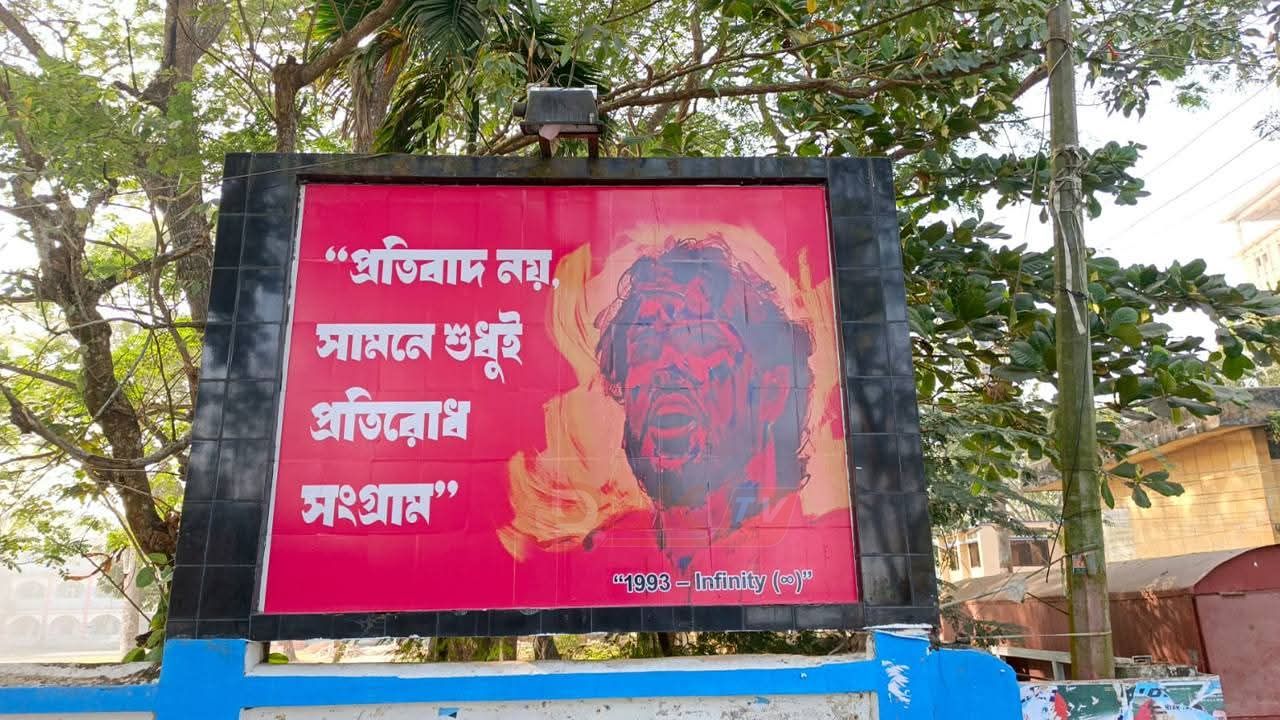 “প্রতিবাদ নয়,
সামনে শুধুই
প্রতিরোধ
সংগ্রাম”
“1993 – Infinity (∞)”